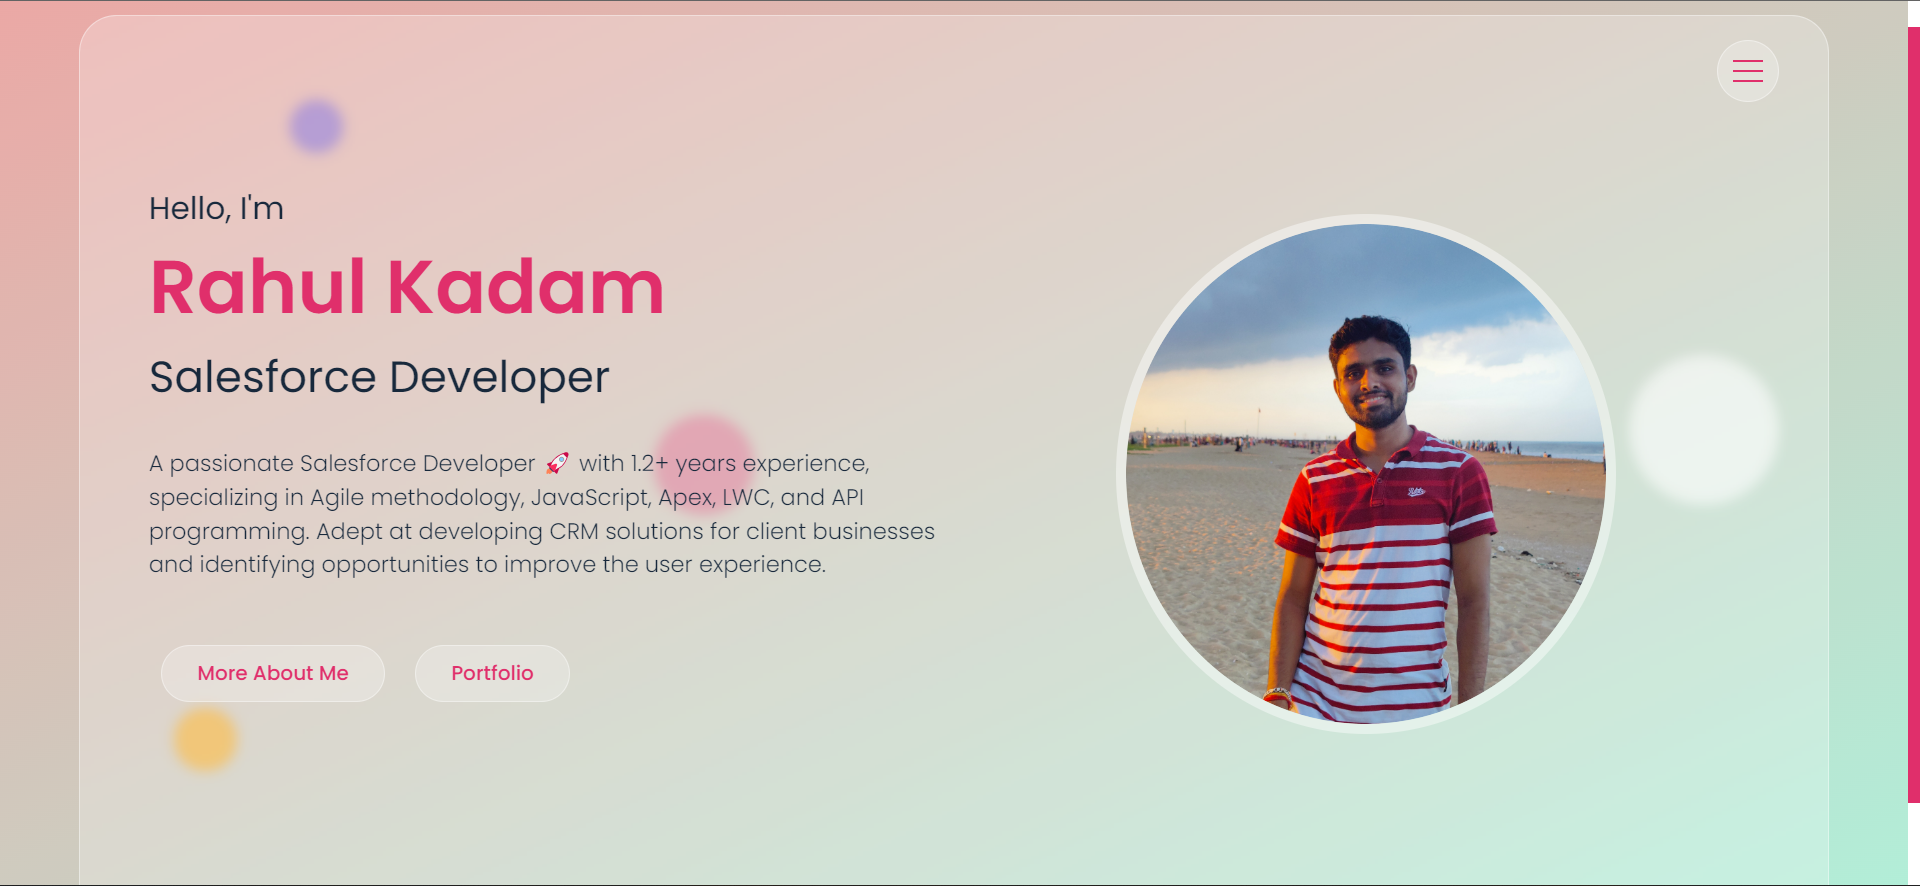 Hello, I'm
Rahul Kadam
Salesforce Developer
A passionate Salesforce Developer 🚀 with 1.2+ years experience,
specializing in Agile methodology, JavaScript, Apex, LWC, and API
programming. Adept at developing CRM solutions for client businesses
and identifying opportunities to improve the user experience.
More About Me
Portfolio